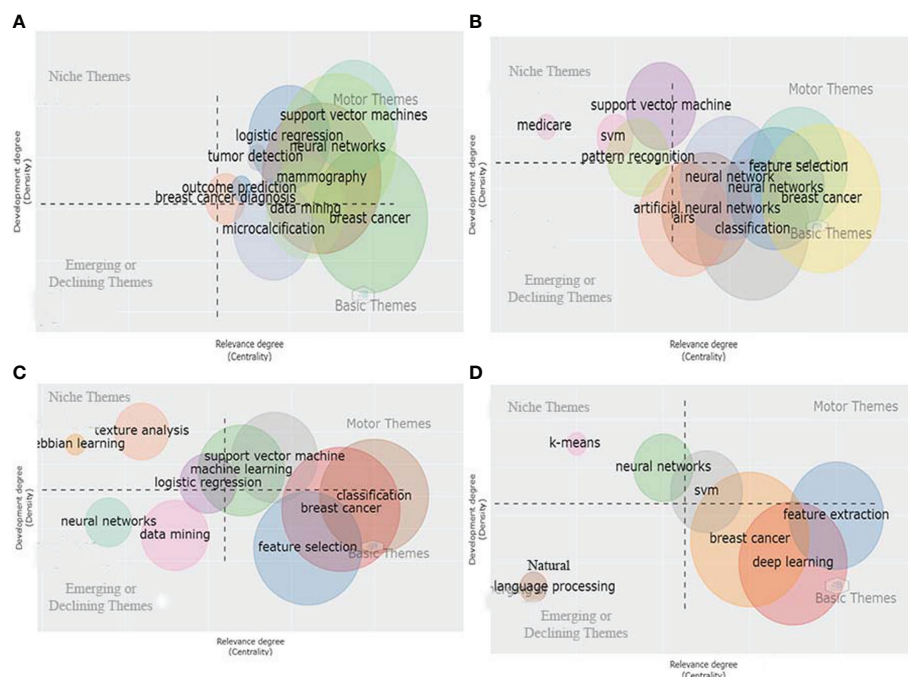 A
Niche Themes
Motor Themes
support vector machines
logistic regression
neural networks
tumor detection
mammography
outcome prediction
breast cancer diagnosis
data mining
breast cancer
microcalcification
Emerging or
Declining Themes
Basic Themes
Development degree
(Density)
Relevance degree
(Centrality)
B
Niche Themes
Motor Themes
support vector machine
medicare
svm
pattern recognition
feature selection
neural network
neural networks
breast cancer
artificial neural networks
airs
classification
Basic Themes
Emerging or
Declining Themes
Development degree
(Density)
Relevance degree
(Centrality)
C
Niche Themes
Motor Themes
texture analysis
ebbian learning
support vector machine
machine learning
logistic regression
classification
breast cancer
neural networks
data mining
feature selection
Basic Themes
Emerging or
Declining Themes
Development degree
(Density)
Relevance degree
(Centrality)
D
Niche Themes
Motor Themes
k-means
neural networks
svm
feature extraction
breast cancer
deep learning
Natural
language processing
Basic Themes
Emerging or
Declining Themes
Development degree
(Density)
Relevance degree
(Centrality)